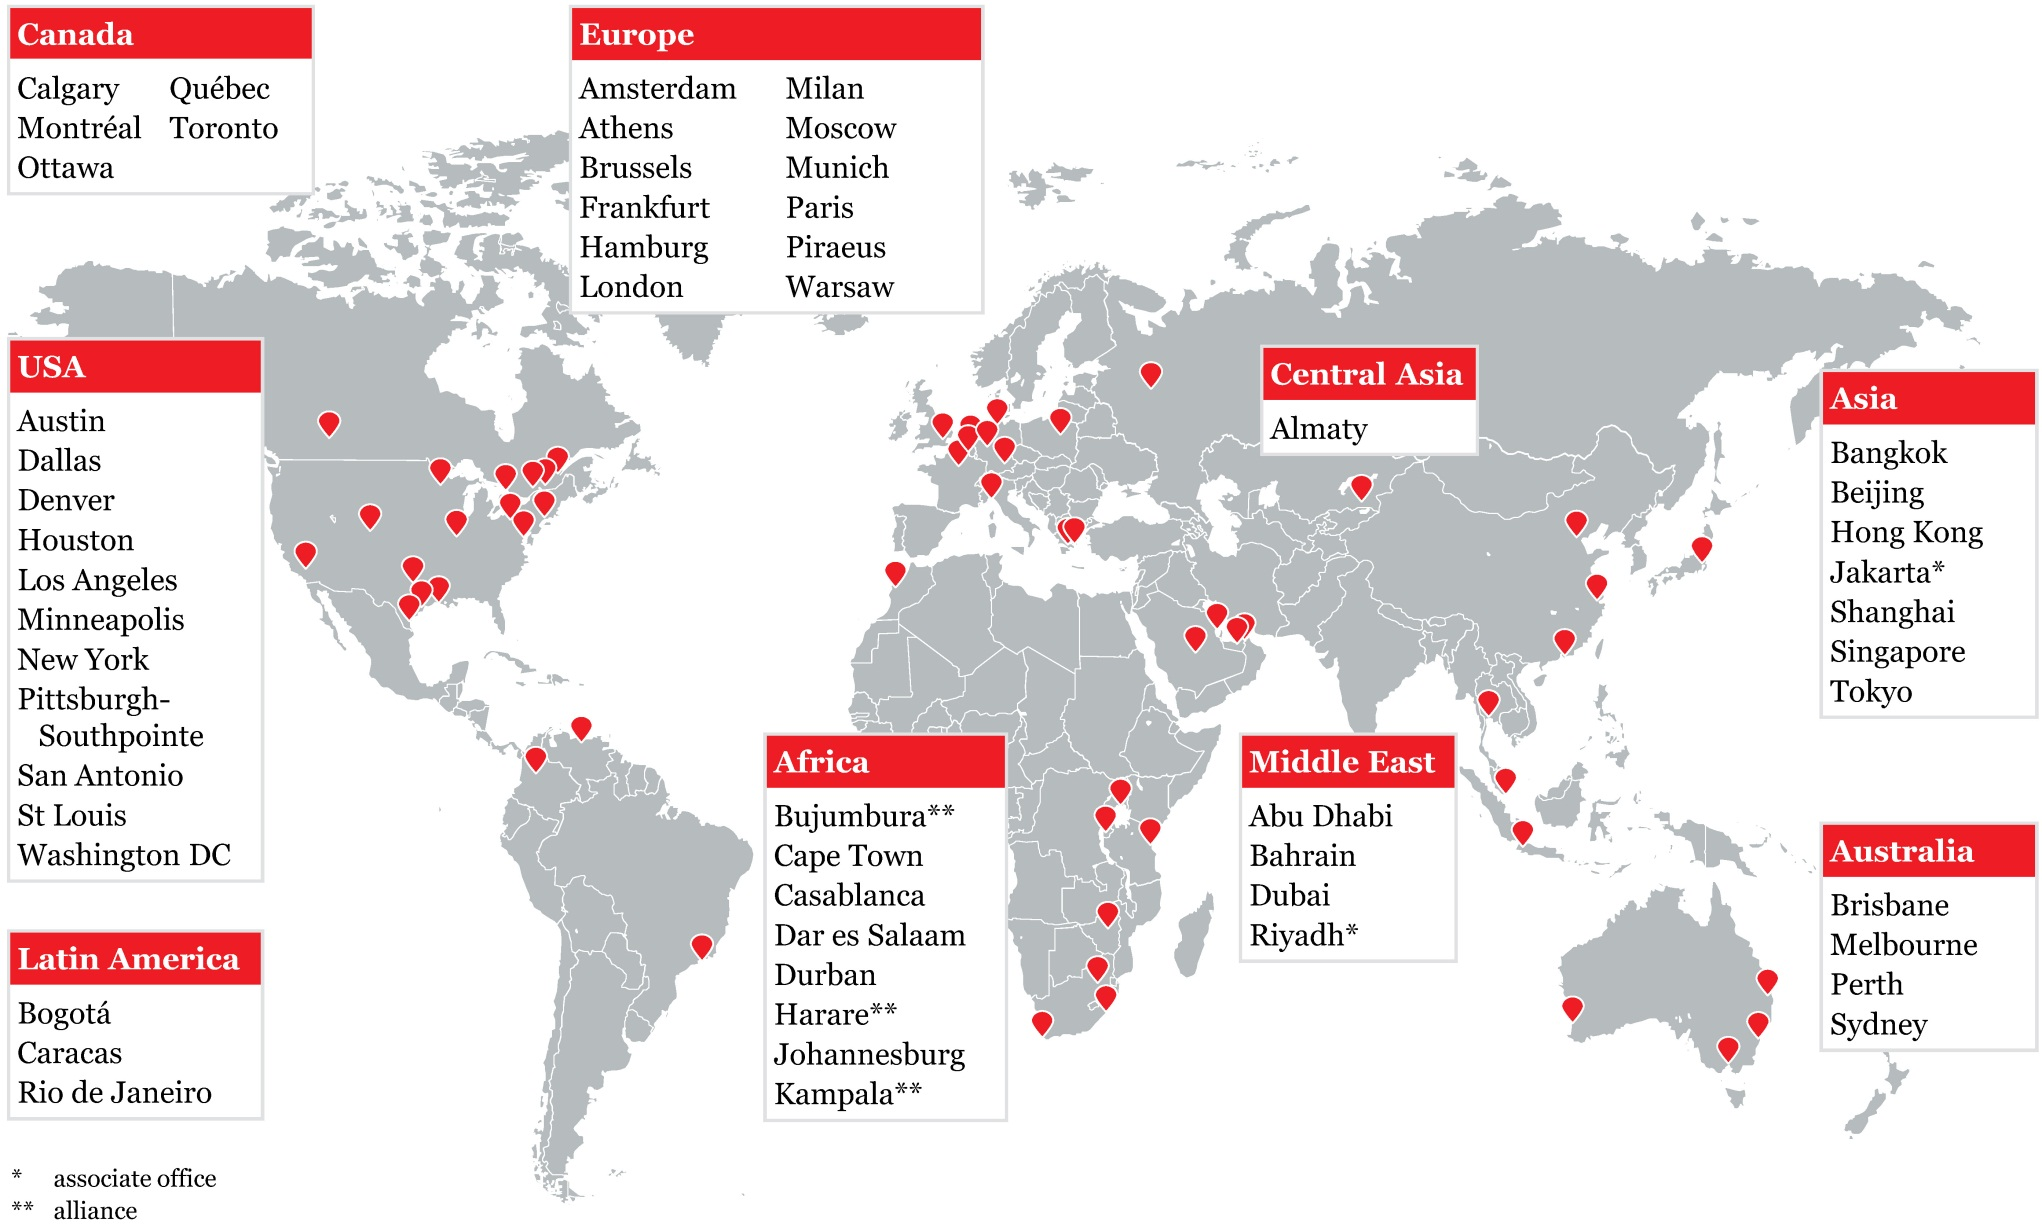 Canada
Calgary Québec
Montréal Toronto
Ottawa
Europe
Amsterdam Milan
Athens Moscow
Brussels Munich
Frankfurt Paris
Hamburg Piraeus
London Warsaw
USA
Austin
Dallas
Denver
Houston
Los Angeles
Minneapolis
New York
Pittsburgh-
Southpointe
San Antonio
St Louis
Washington DC
Central Asia
Almaty
Asia
Bangkok
Beijing
Hong Kong
Jakarta*
Shanghai
Singapore
Tokyo
Latin America
Bogotá
Caracas
Rio de Janeiro
Africa
Bujumbura**
Cape Town
Casablanca
Dar es Salaam
Durban
Harare**
Johannesburg
Kampala**
Middle East
Abu Dhabi
Bahrain
Dubai
Riyadh*
Australia
Brisbane
Melbourne
Perth
Sydney
* associate office
** alliance